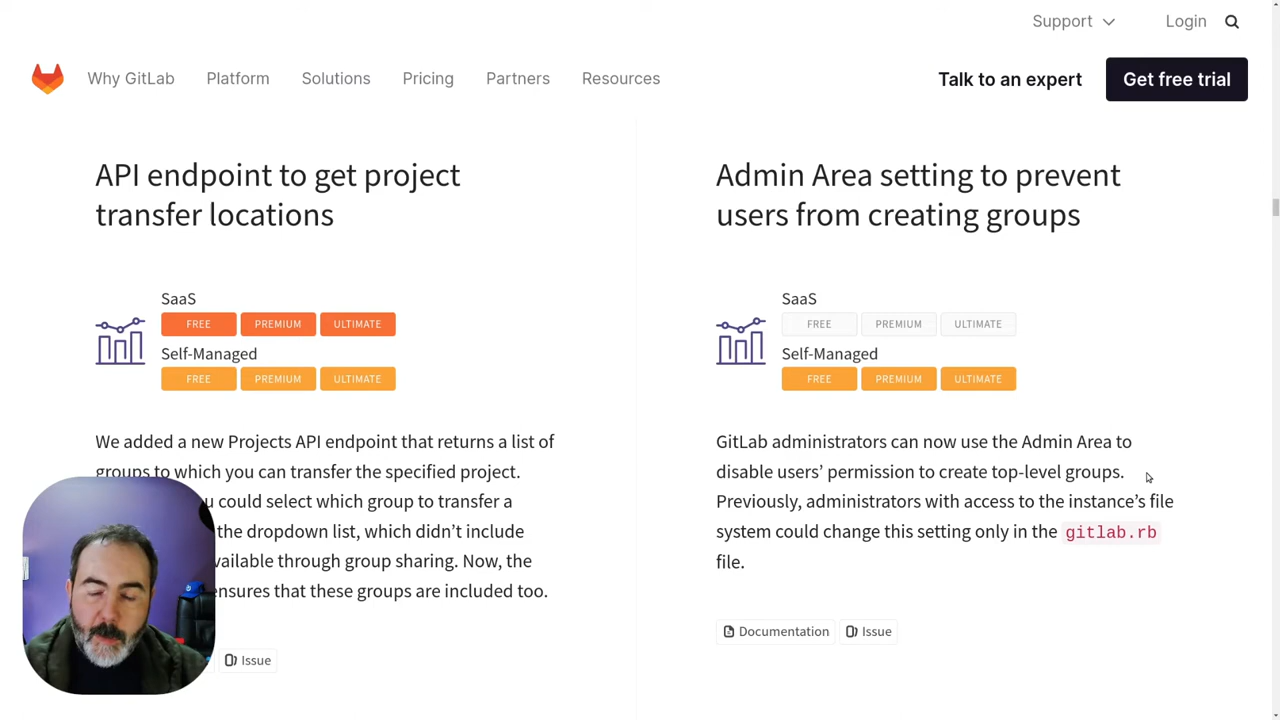 Support
Login
Why GitLab
Platform
Solutions
Pricing
Partners
Resources
Talk to an expert
Get free trial
API endpoint to get project
transfer locations
SaaS
FREE
PREMIUM
ULTIMATE
Self-Managed
FREE
PREMIUM
ULTIMATE
We added a new Projects API endpoint that returns a list of
groups to which you can transfer the specified project.
u could select which group to transfer a
the dropdown list, which didn’t include
vailable through group sharing. Now, the
ensures that these groups are included too.
Issue
Admin Area setting to prevent
users from creating groups
SaaS
FREE
PREMIUM
ULTIMATE
Self-Managed
FREE
PREMIUM
ULTIMATE
GitLab administrators can now use the Admin Area to
disable users’ permission to create top-level groups.
Previously, administrators with access to the instance’s file
system could change this setting only in the gitlab.rb
file.
Documentation
Issue